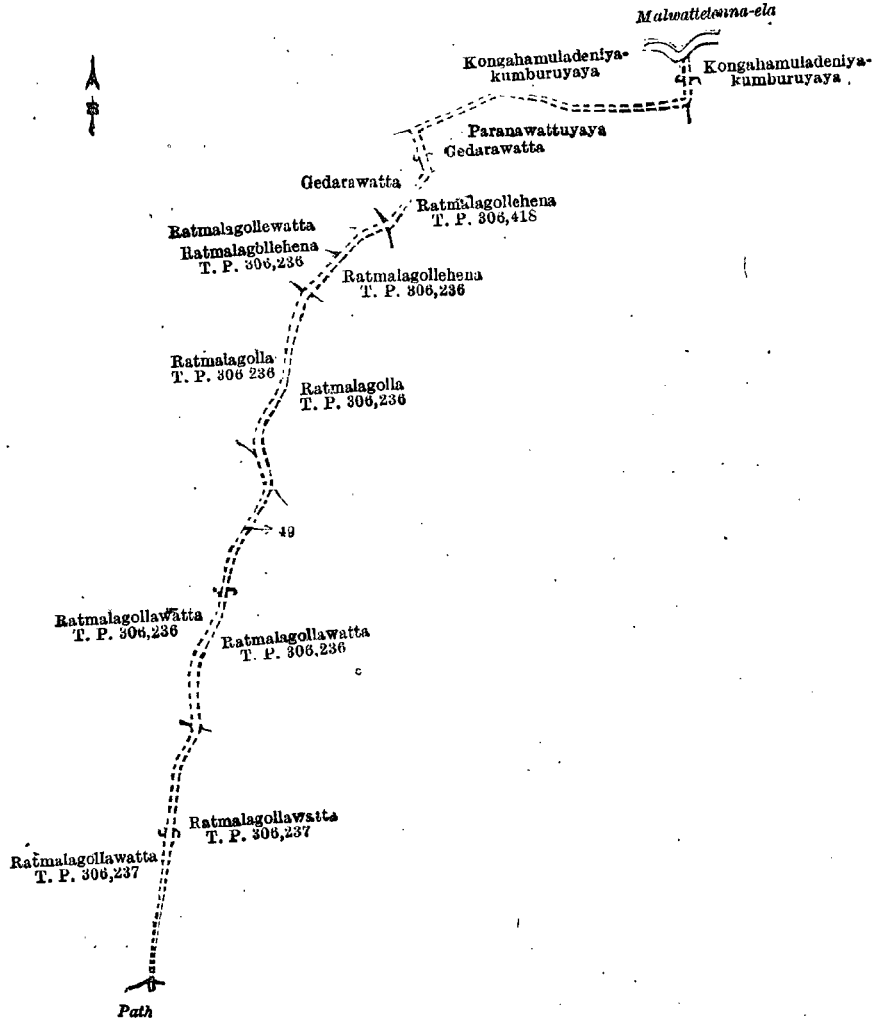 Malwattetenna-ela
Kongahamuladeniya-
kumburuyaya
Kongahamuladeniya-
kumburuyaya
Paranawattuyaya
Gedarawatta
Gedarawatta
Ratmalagollehena
T. P. 306,418
Ratmalagollewatta
Ratmalagollehena
T. P. 306,236
Ratmalagollehena
T. P. 306,236
Ratmalagolla
T. P. 306 236
Ratmalagolla
T. P. 306,236
49
Ratmalagollawatta
T. P. 306,236
Ratmalagollawatta
T. P. 306,236
Ratmalagollawatta
T. P. 306,237
Ratmalagollawatta
T. P. 306,237
Path